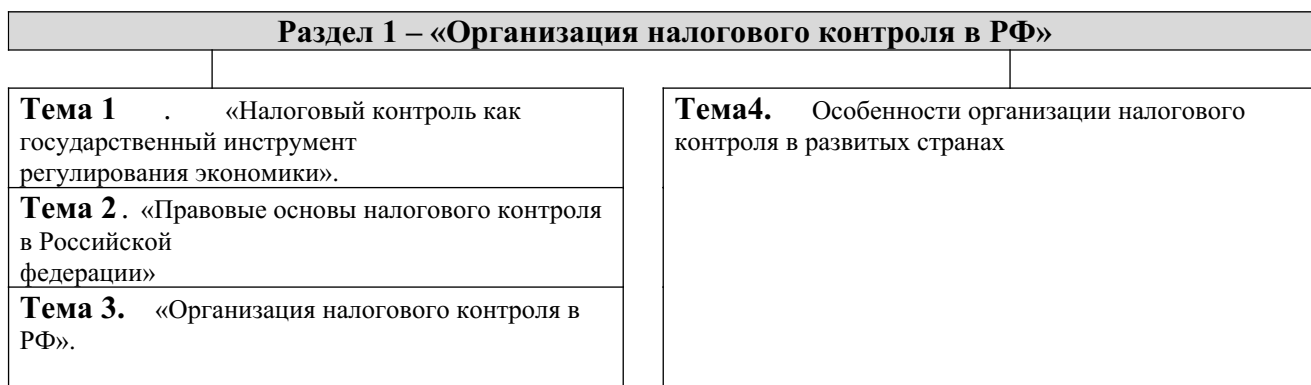 Раздел 1 – «Организация налогового контроля в РФ»
Тема 1 . «Налоговый контроль как
государственный инструмент
регулирования экономики».
Тема 2. «Правовые основы налогового контроля
в Российской
федерации»
Тема 3. «Организация налогового контроля в
РФ».
Тема4. Особенности организации налогового
контроля в развитых странах